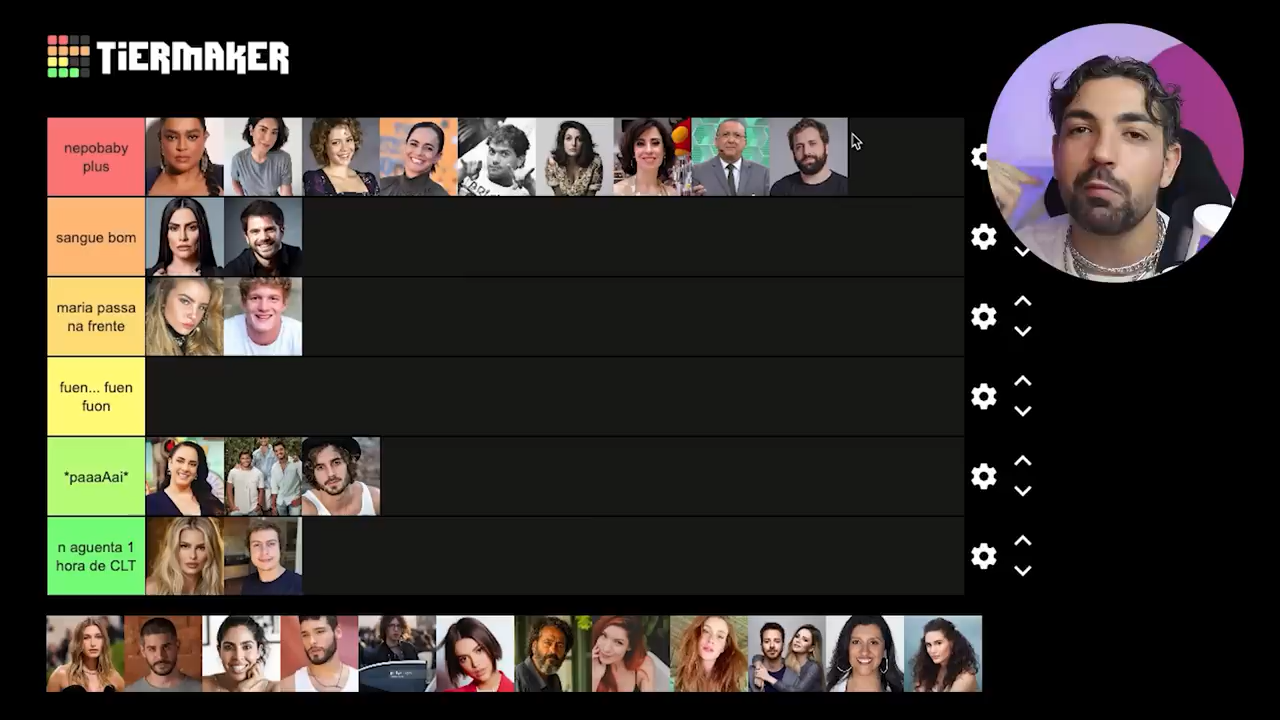 TiERMAKER
nepobaby
plus
sangue bom
maria passa
na frente
fuen... fuen
fuon
*paaaAai*
n aguenta 1
hora de CLT